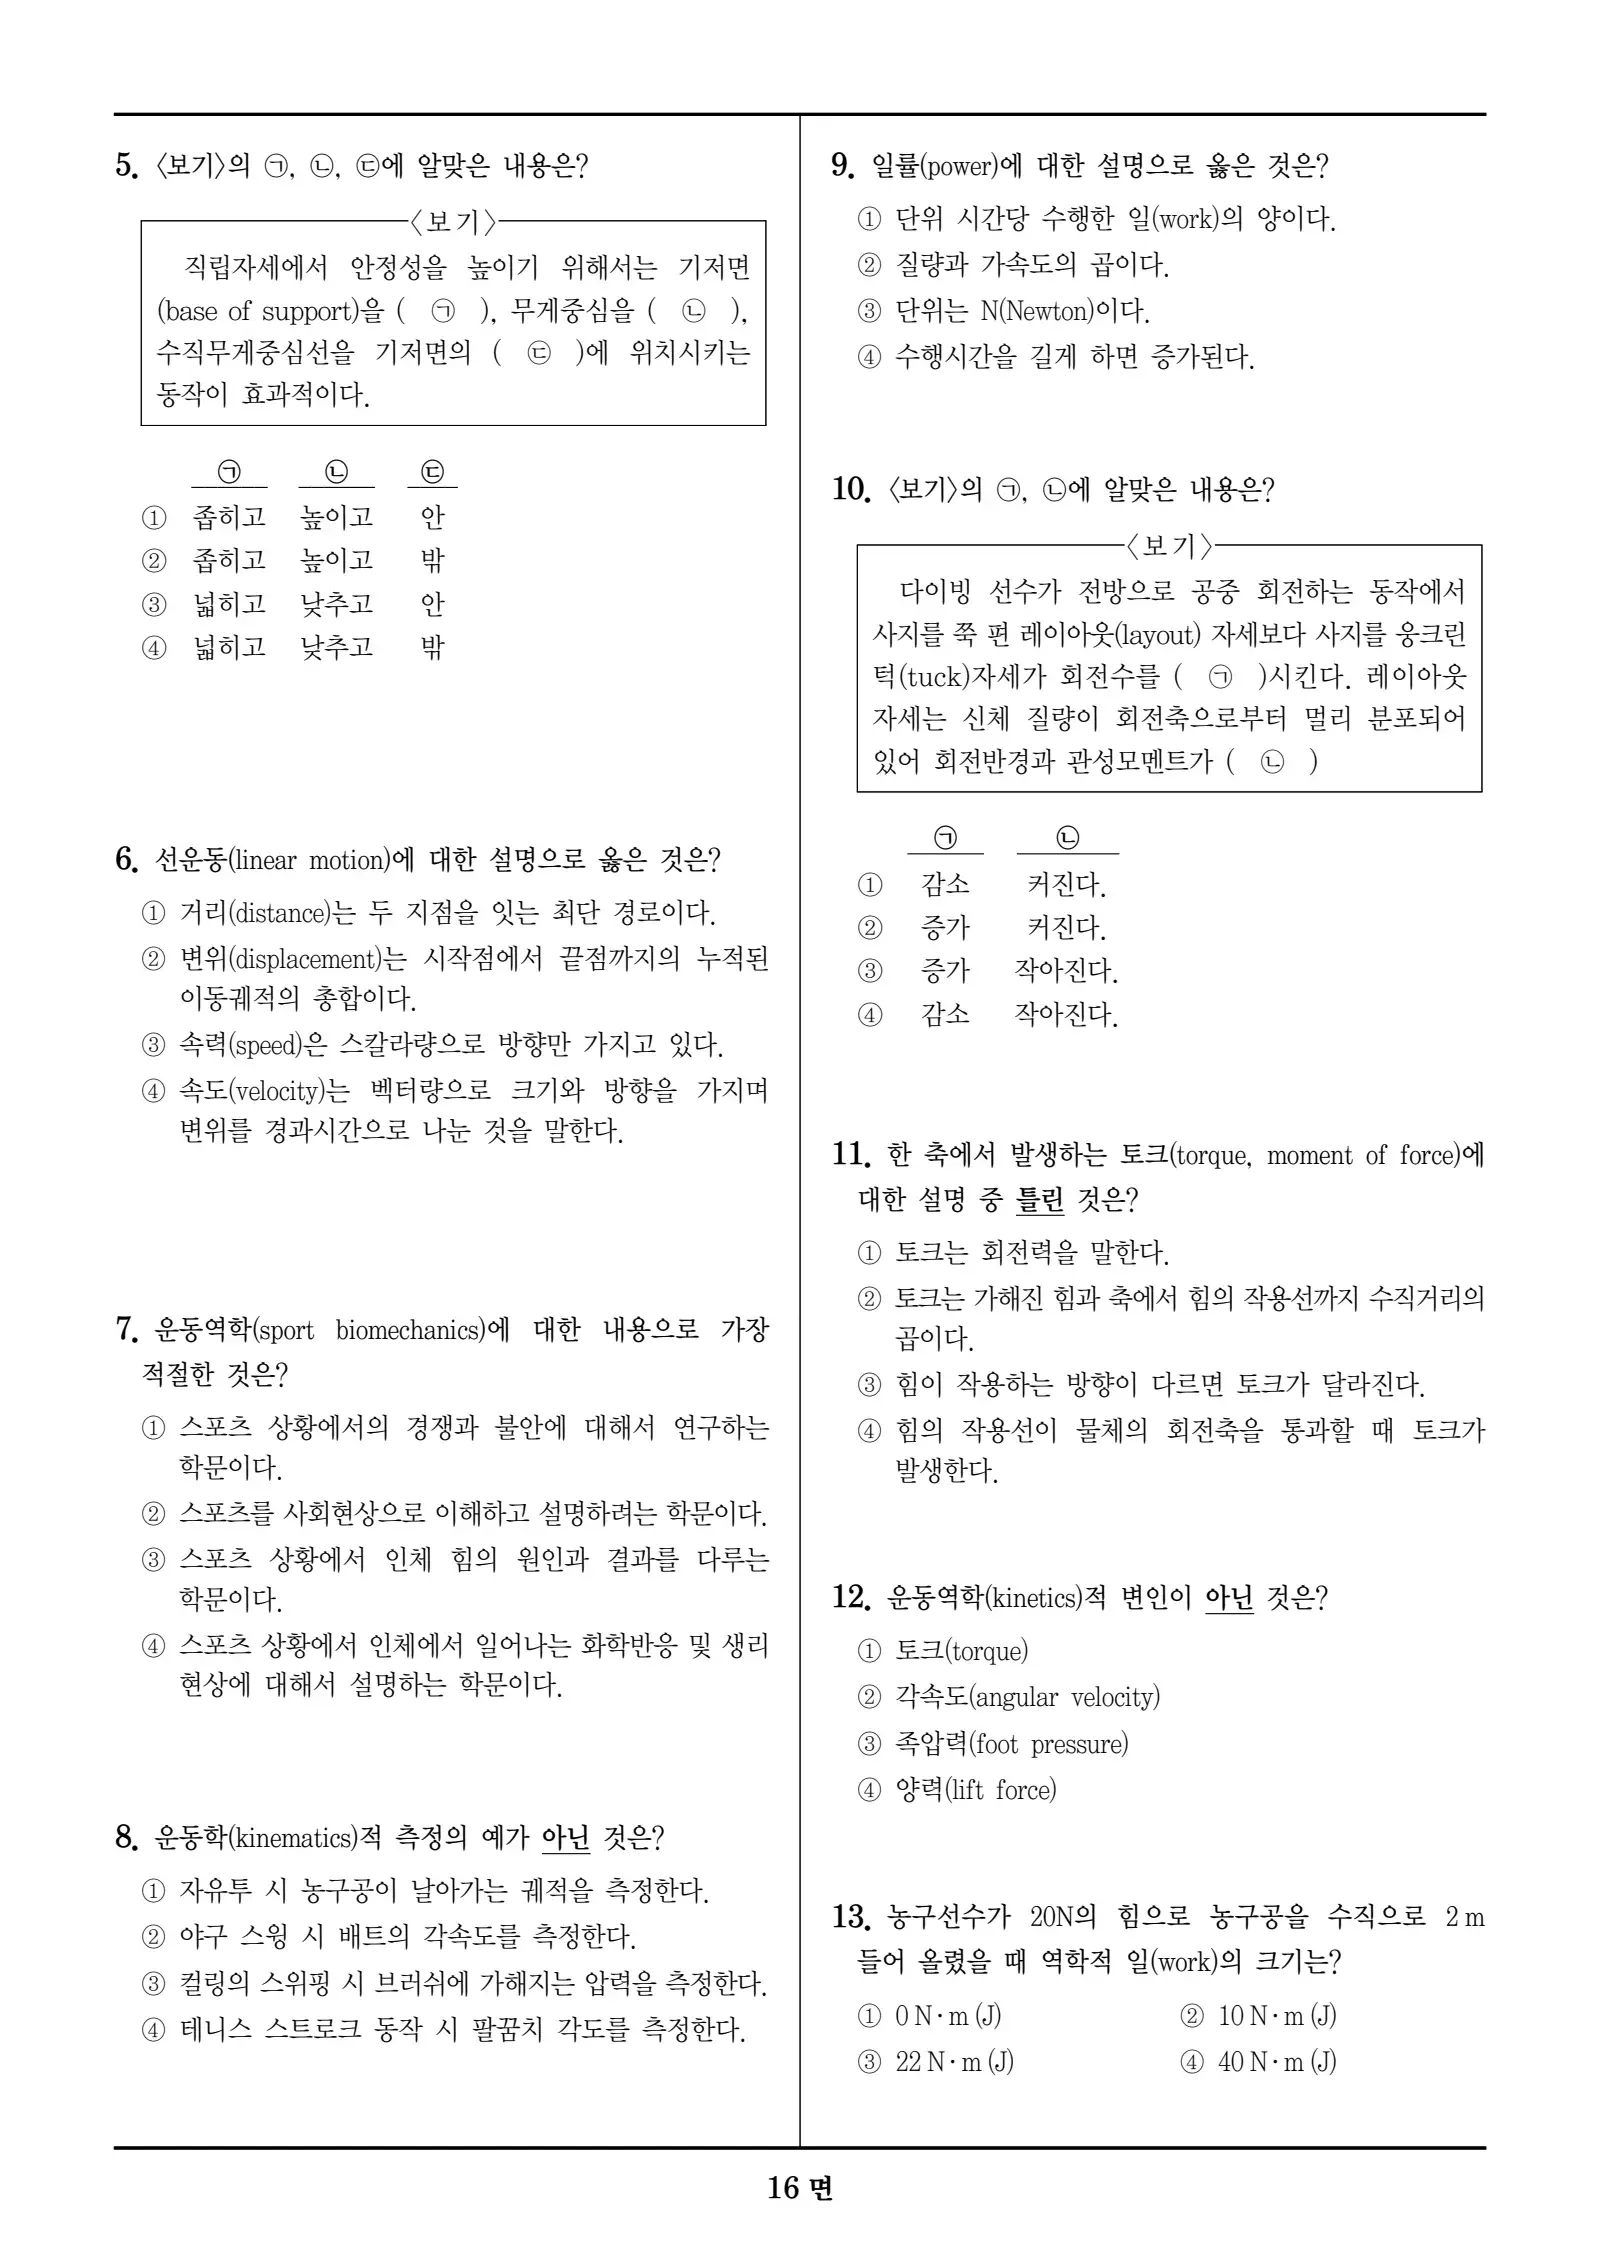 5. 〈보기〉의 ㉠, ㉡, ㉢에 알맞은 내용은?
〈보기〉
직립자세에서 안정성을 높이기 위해서는 기저면
(base of support)을 ( ㉠ ), 무게중심을 ( ㉡ ),
수직무게중심선을 기저면의 ( ㉢ )에 위치시키는
동작이 효과적이다.
㉠ ㉡ ㉢
① 좁히고 높이고 안
② 좁히고 높이고 밖
③ 넓히고 낮추고 안
④ 넓히고 낮추고 밖
6. 선운동(linear motion)에 대한 설명으로 옳은 것은?
① 거리(distance)는 두 지점을 잇는 최단 경로이다.
② 변위(displacement)는 시작점에서 끝점까지의 누적된
이동궤적의 총합이다.
③ 속력(speed)은 스칼라량으로 방향만 가지고 있다.
④ 속도(velocity)는 벡터량으로 크기와 방향을 가지며
변위를 경과시간으로 나눈 것을 말한다.
7. 운동역학(sport biomechanics)에 대한 내용으로 가장
적절한 것은?
① 스포츠 상황에서의 경쟁과 불안에 대해서 연구하는
학문이다.
② 스포츠를 사회현상으로 이해하고 설명하려는 학문이다.
③ 스포츠 상황에서 인체 힘의 원인과 결과를 다루는
학문이다.
④ 스포츠 상황에서 인체에서 일어나는 화학반응 및 생리
현상에 대해서 설명하는 학문이다.
8. 운동학(kinematics)적 측정의 예가 아닌 것은?
① 자유투 시 농구공이 날아가는 궤적을 측정한다.
② 야구 스윙 시 배트의 각속도를 측정한다.
③ 컬링의 스위핑 시 브러쉬에 가해지는 압력을 측정한다.
④ 테니스 스트로크 동작 시 팔꿈치 각도를 측정한다.
9. 일률(power)에 대한 설명으로 옳은 것은?
① 단위 시간당 수행한 일(work)의 양이다.
② 질량과 가속도의 곱이다.
③ 단위는 N(Newton)이다.
④ 수행시간을 길게 하면 증가된다.
10. 〈보기〉의 ㉠, ㉡에 알맞은 내용은?
〈보기〉
다이빙 선수가 전방으로 공중 회전하는 동작에서
사지를 쭉 편 레이아웃(layout) 자세보다 사지를 웅크린
턱(tuck)자세가 회전수를 ( ㉠ )시킨다. 레이아웃
자세는 신체 질량이 회전축으로부터 멀리 분포되어
있어 회전반경과 관성모멘트가 ( ㉡ )
㉠ ㉡
① 감소 커진다.
② 증가 커진다.
③ 증가 작아진다.
④ 감소 작아진다.
11. 한 축에서 발생하는 토크(torque, moment of force)에
대한 설명 중 틀린 것은?
① 토크는 회전력을 말한다.
② 토크는 가해진 힘과 축에서 힘의 작용선까지 수직거리의
곱이다.
③ 힘이 작용하는 방향이 다르면 토크가 달라진다.
④ 힘의 작용선이 물체의 회전축을 통과할 때 토크가
발생한다.
12. 운동역학(kinetics)적 변인이 아닌 것은?
① 토크(torque)
② 각속도(angular velocity)
③ 족압력(foot pressure)
④ 양력(lift force)
13. 농구선수가 20N의 힘으로 농구공을 수직으로 2 m
들어 올렸을 때 역학적 일(work)의 크기는?
① 0 N·m (J) ② 10 N·m (J)
③ 22 N·m (J) ④ 40 N·m (J)
16 면